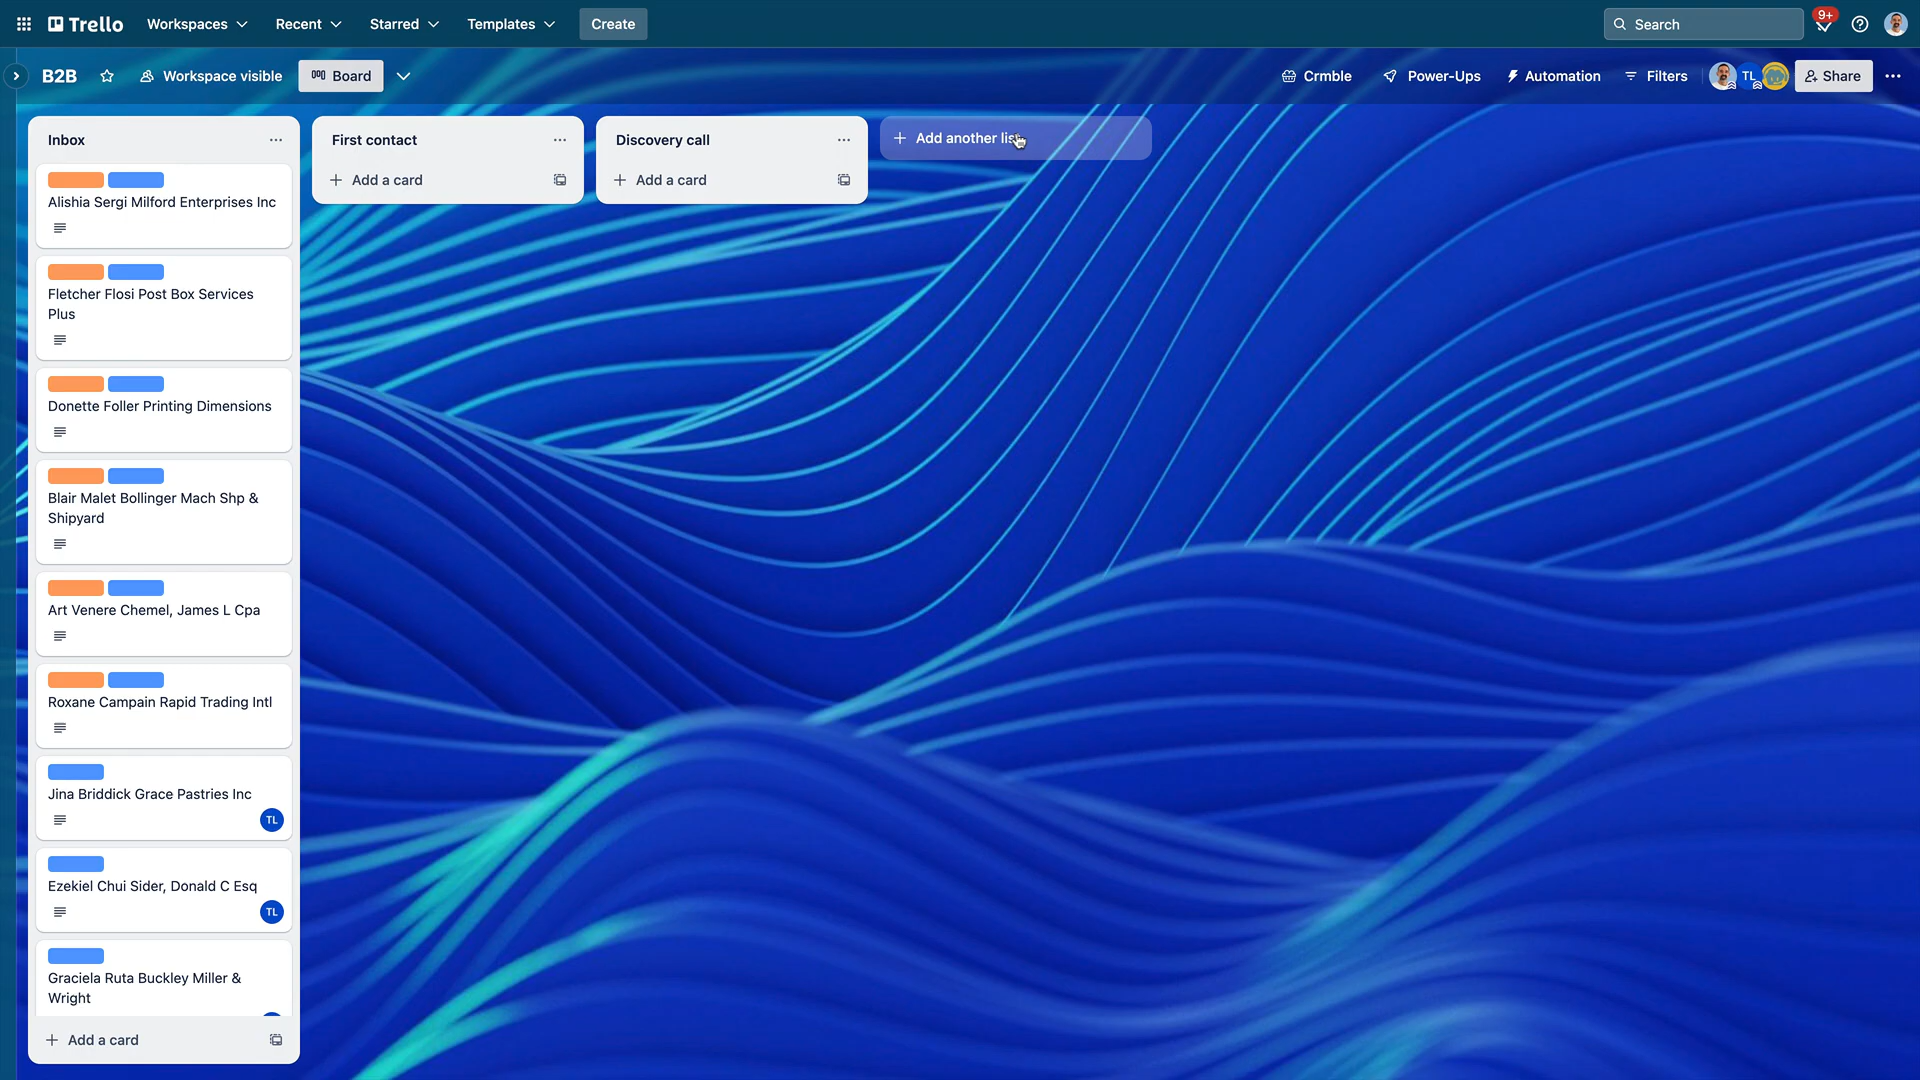 Trello
Workspaces
Recent
Starred
Templates
Create
Search
9+
B2B
Workspace visible
Board
Crmble
Power-Ups
Automation
Filters
TL
Share
Inbox
Alishia Sergi Milford Enterprises Inc
Fletcher Flosi Post Box Services
Plus
Donette Foller Printing Dimensions
Blair Malet Bollinger Mach Shp &
Shipyard
Art Venere Chemel, James L Cpa
Roxane Campain Rapid Trading Intl
Jina Briddick Grace Pastries Inc
TL
Ezekiel Chui Sider, Donald C Esq
TL
Graciela Ruta Buckley Miller &
Wright
Add a card
First contact
Add a card
Discovery call
Add a card
Add another list